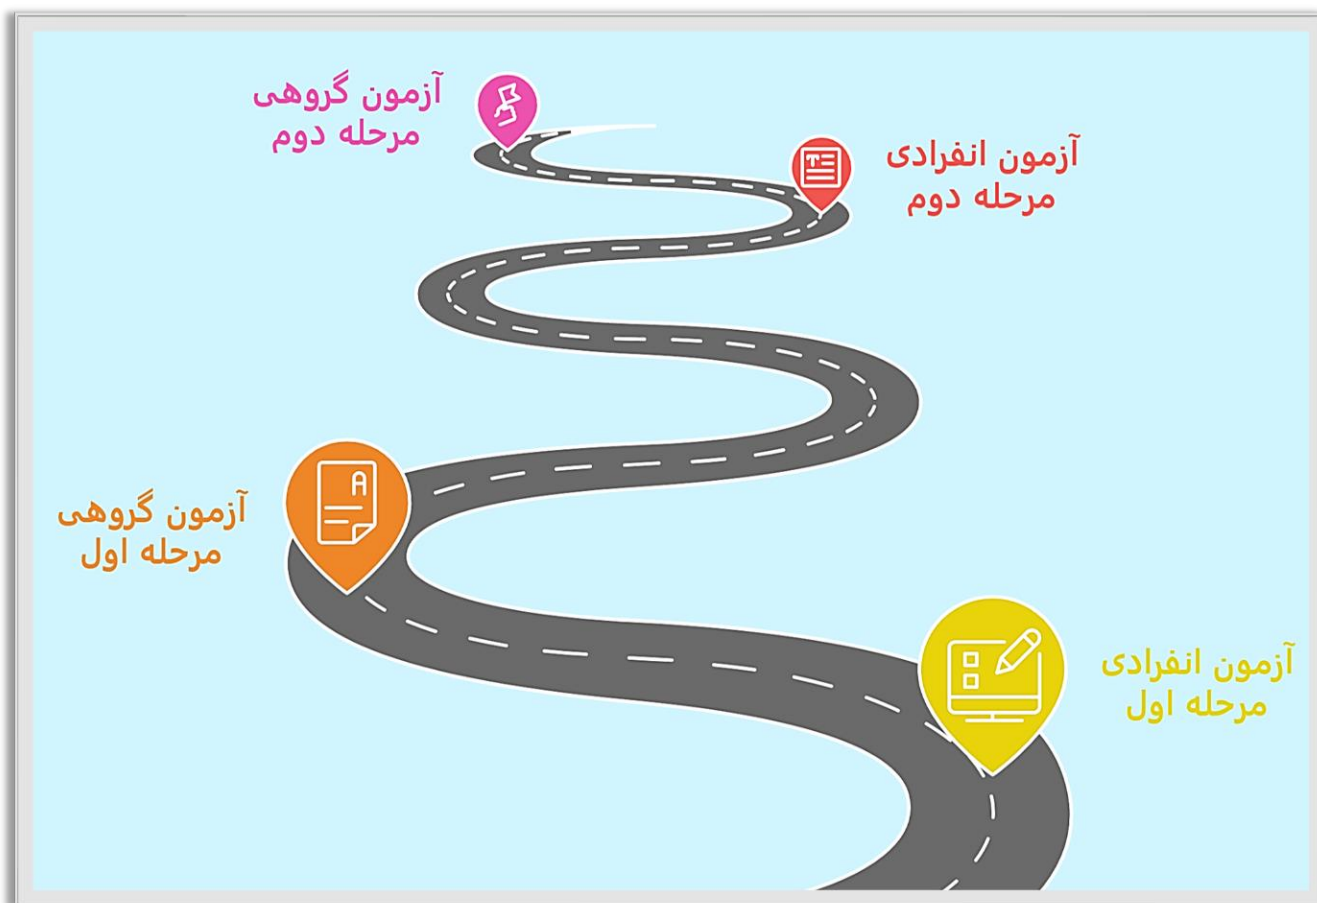 آزمون گروهی
مرحله دوم
آزمون انفرادی
مرحله دوم
آزمون گروهی
مرحله اول
آزمون انفرادی
مرحله اول
A
T